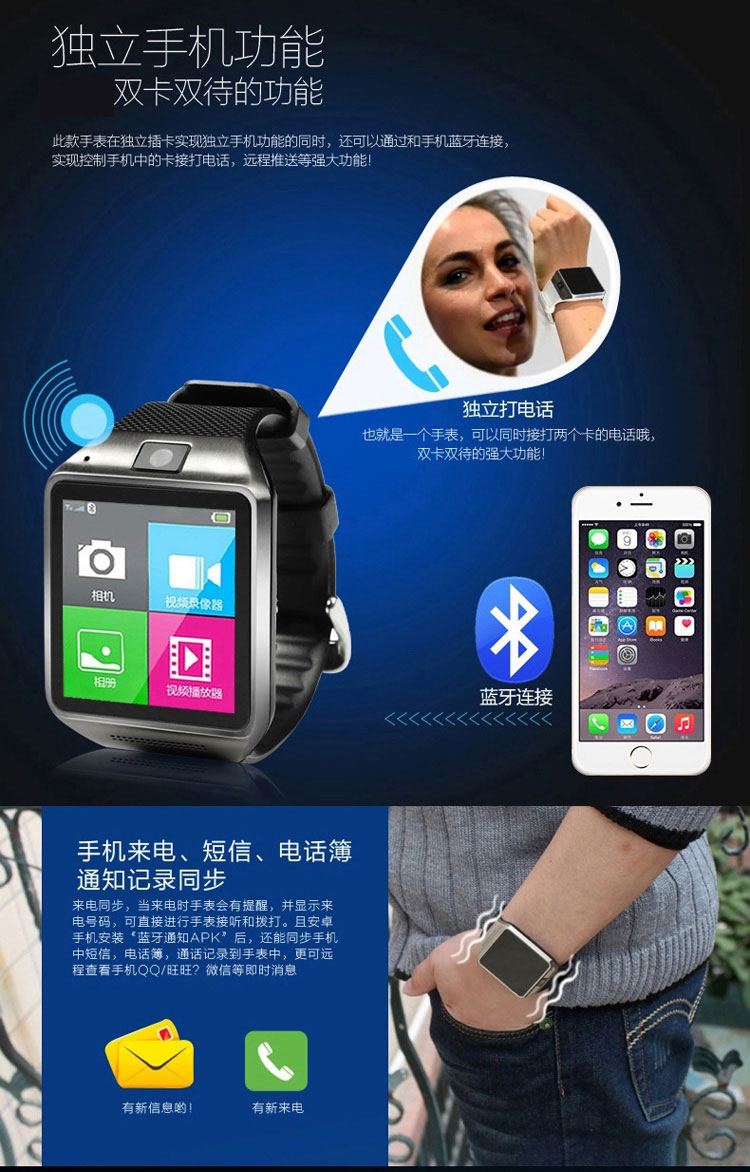 独立手机功能
双卡双待的功能
此款手表在独立插卡实现独立手机功能的同时，还可以通过和手机蓝牙连接，
实现控制手机中的卡接打电话，远程推送等强大功能！
独立打电话
也就是一个手表，可以同时接打两个卡的电话哦，
双卡双待的强大功能！
相机
视频录像器
相册
视频播放器
蓝牙连接
手机来电、短信、电话簿
通知记录同步
来电同步，当来电时手表会有提醒，并显示来
电号码，可直接进行手表接听和拨打。且安卓
手机安装“蓝牙通知APK”后，还能同步手机
中短信，电话簿，通话记录到手表中，更可远
程查看手机QQ/旺旺？微信等即时消息
有新信息哟！
有新来电